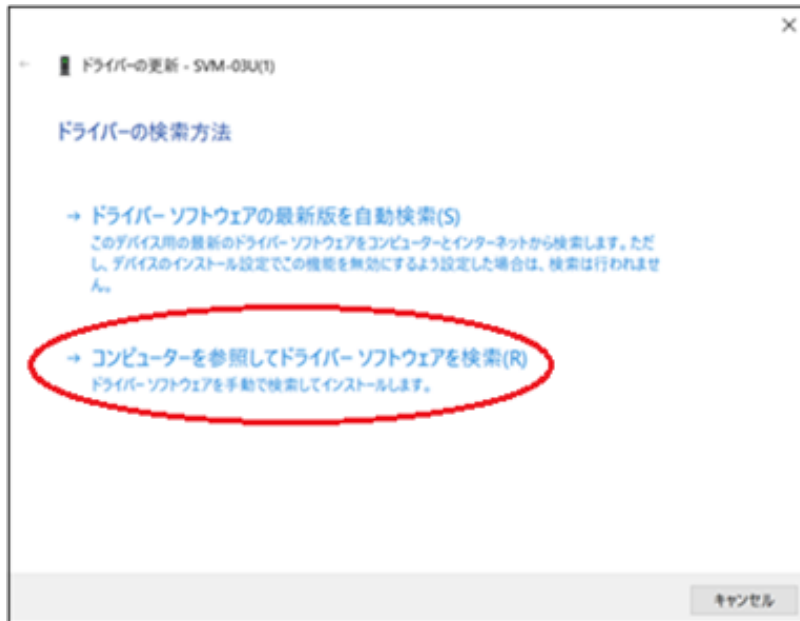 ドライバーの更新 - SVM-03U(1)
ドライバーの検索方法
→ ドライバー ソフトウェアの最新版を自動検索(S)
このデバイス用の最新のドライバー ソフトウェアをコンピューターとインターネットから検索します。ただ
し、デバイスのインストール設定でこの機能を無効にするよう設定した場合は、検索は行われませ
ん。
→ コンピューターを参照してドライバー ソフトウェアを検索(R)
ドライバー ソフトウェアを手動で検索してインストールします。
キャンセル